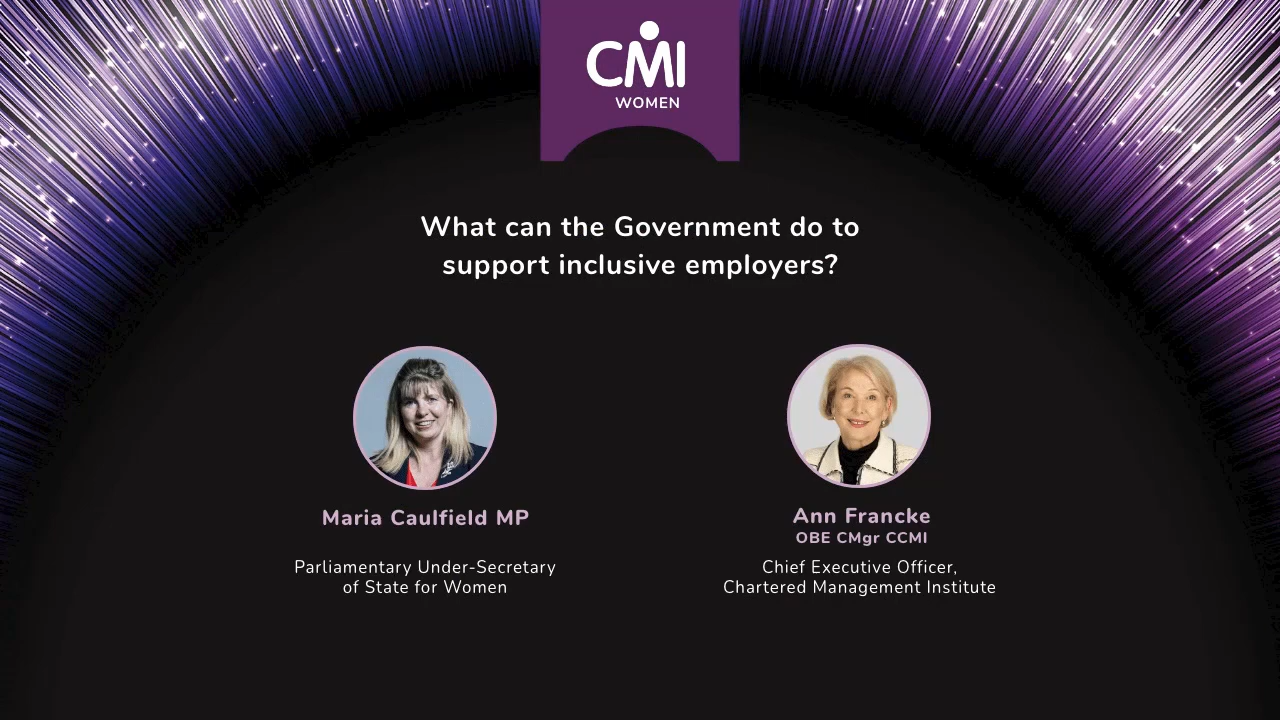 CMI
WOMEN
What can the Government do to
support inclusive employers?
Maria Caulfield MP
Parliamentary Under-Secretary
of State for Women
Ann Francke
OBE CMgr CCMI
Chief Executive Officer,
Chartered Management Institute